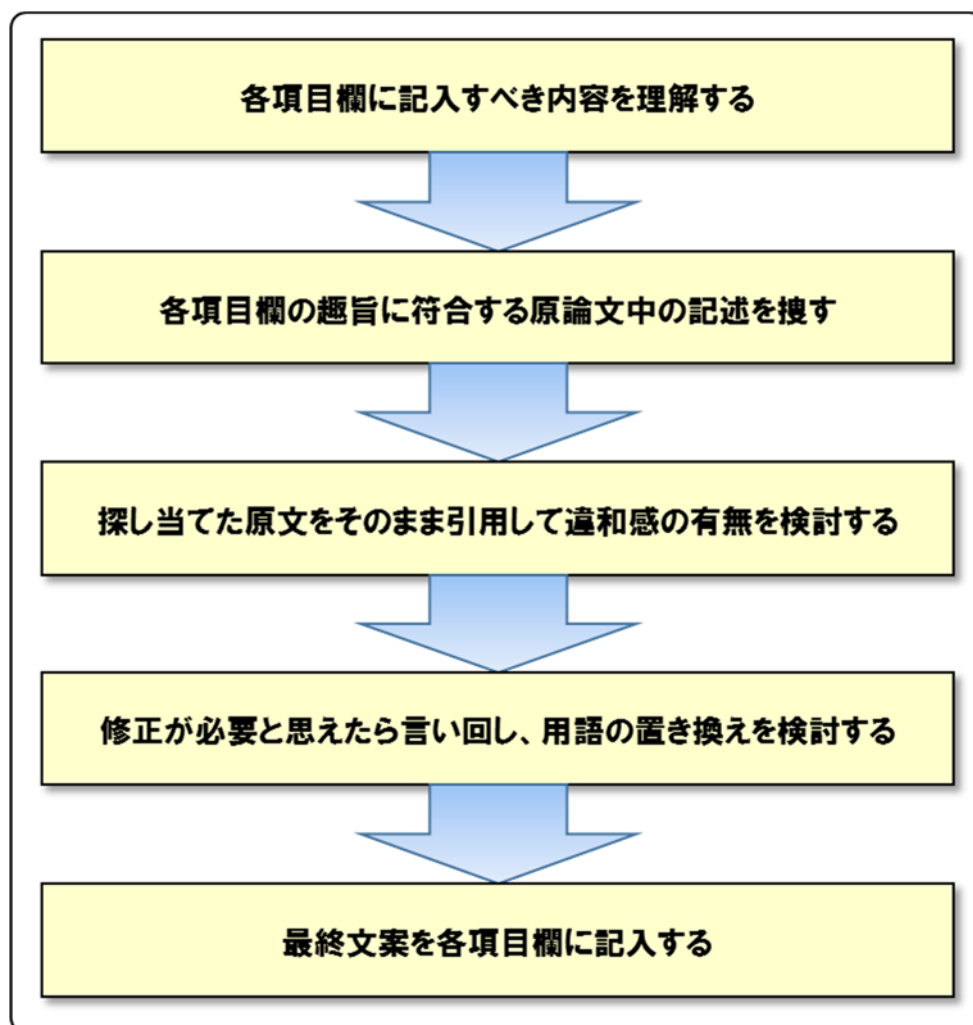 各項目欄に記入すべき内容を理解する
各項目欄の趣旨に符合する原論文中の記述を捜す
探し当てた原文をそのまま引用して違和感の有無を検討する
修正が必要と思えたら言い回し、用語の置き換えを検討する
最終文案を各項目欄に記入する